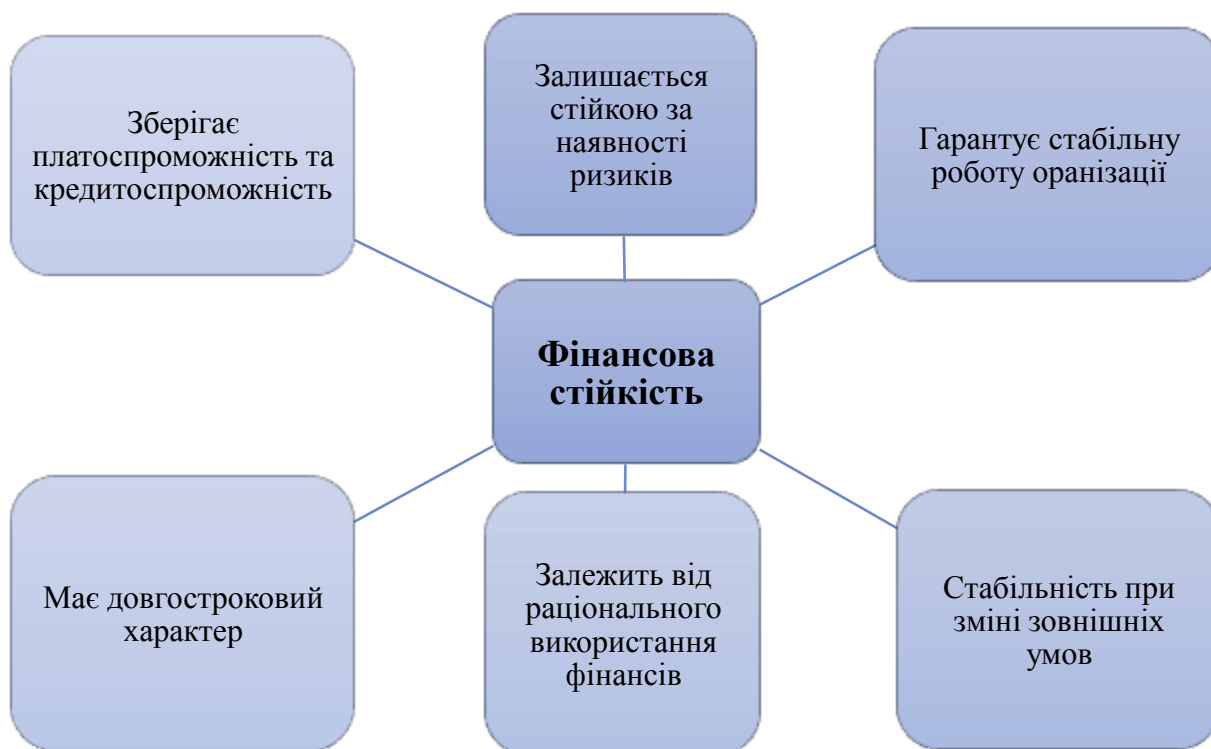 Зберігає
платоспроможність та
кредитоспроможність
Залишається
стійкою за
наявності
ризиків
Гарантує стабільну
роботу оранізації
Фінансова
стійкість
Має довгостроковий
характер
Залежить від
раціонального
використання
фінансів
Стабільність при
зміні зовнішніх
умов